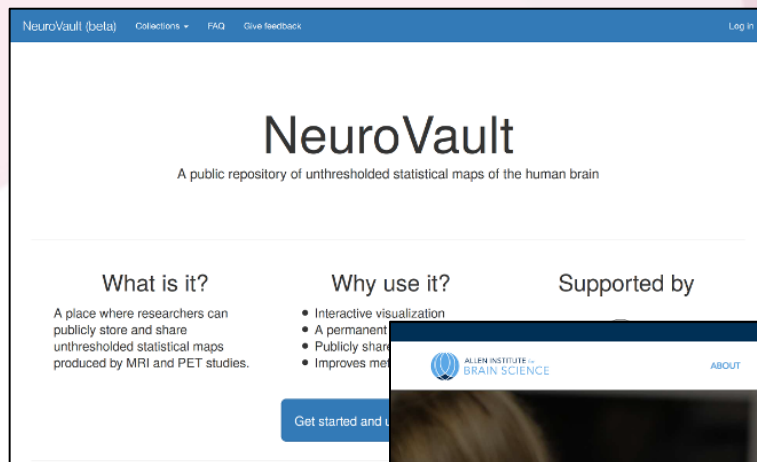 NeuroVault (beta) Collections FAQ Give feedback Log in
NeuroVault
A public repository of unthresholded statistical maps of the human brain
What is it?
A place where researchers can
publicly store and share
unthresholded statistical maps
produced by MRI and PET studies.
Why use it?
Interactive visualization
A permanent
Publicly share
Improves met
Supported by
Get started and u
ALLEN INSTITUTE for
BRAIN SCIENCE
ABOUT